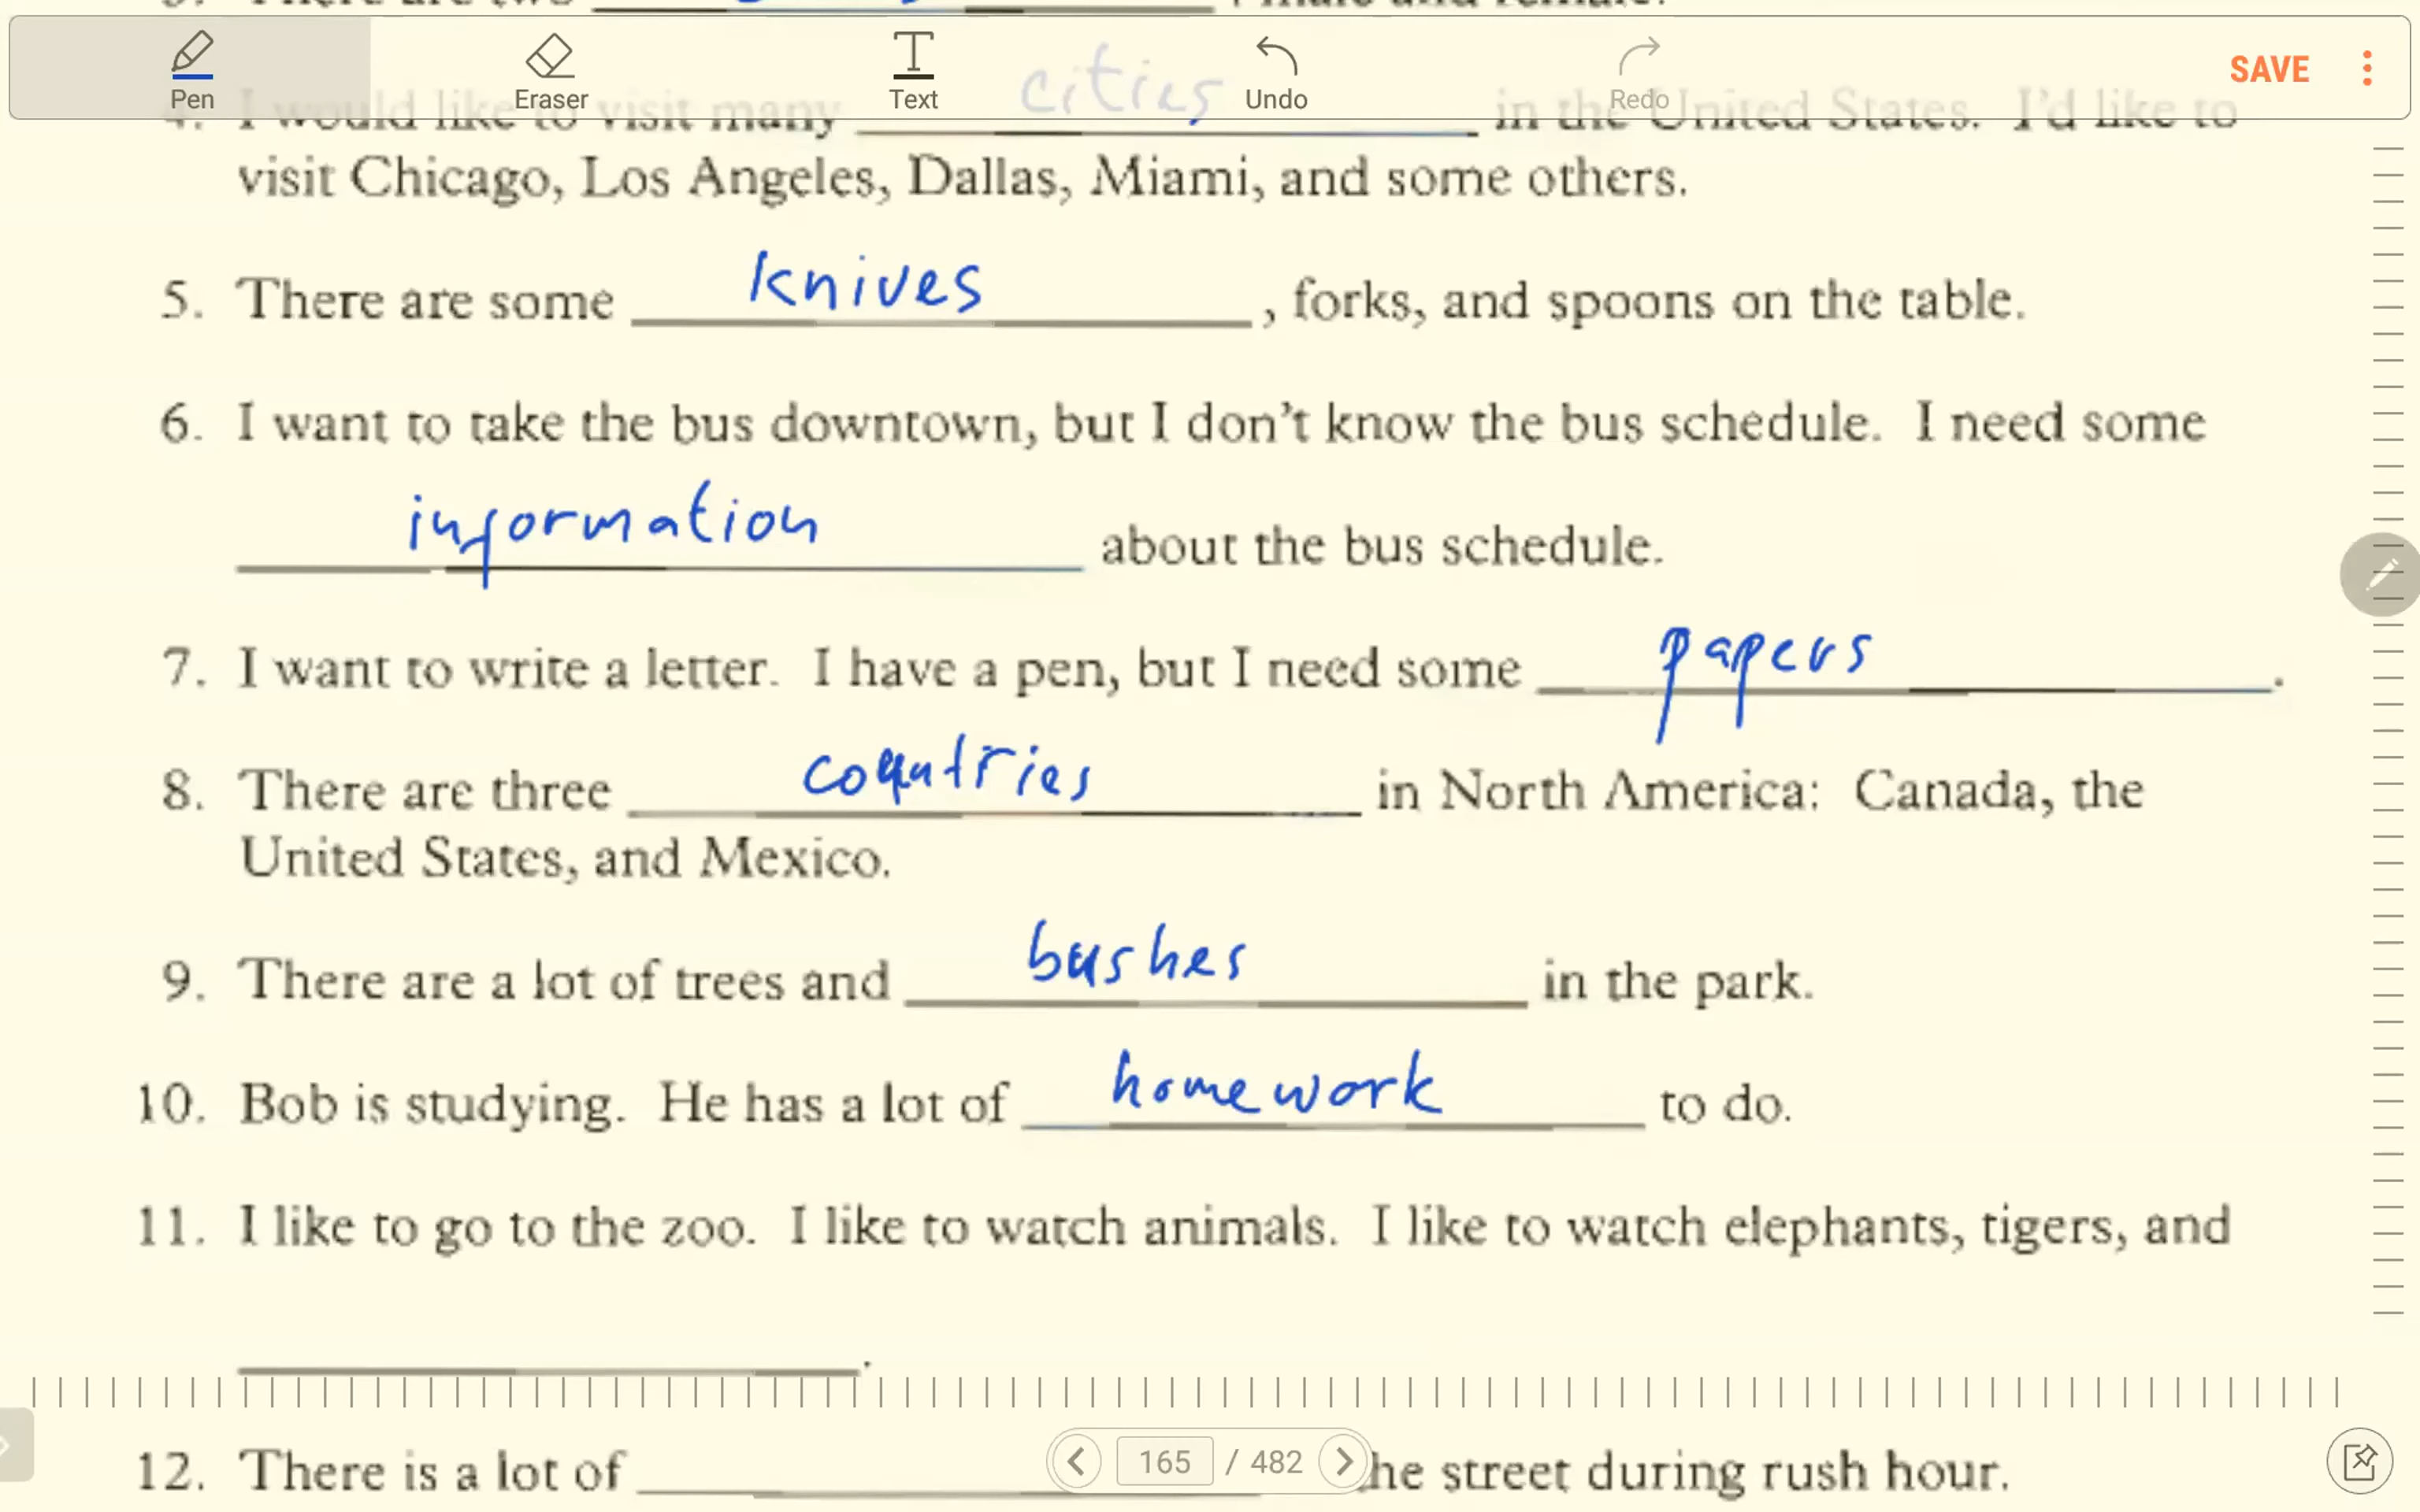 Pen Eraser Text Undo Redo SAVE
4. I would like to visit many cities in the United States. I'd like to
visit Chicago, Los Angeles, Dallas, Miami, and some others.
5. There are some knives, forks, and spoons on the table.
6. I want to take the bus downtown, but I don't know the bus schedule. I need some
information about the bus schedule.
7. I want to write a letter. I have a pen, but I need some papers.
8. There are three countries in North America: Canada, the
United States, and Mexico.
9. There are a lot of trees and bushes in the park.
10. Bob is studying. He has a lot of homework to do.
11. I like to go to the zoo. I like to watch animals. I like to watch elephants, tigers, and
.
12. There is a lot of he street during rush hour.
165 / 482